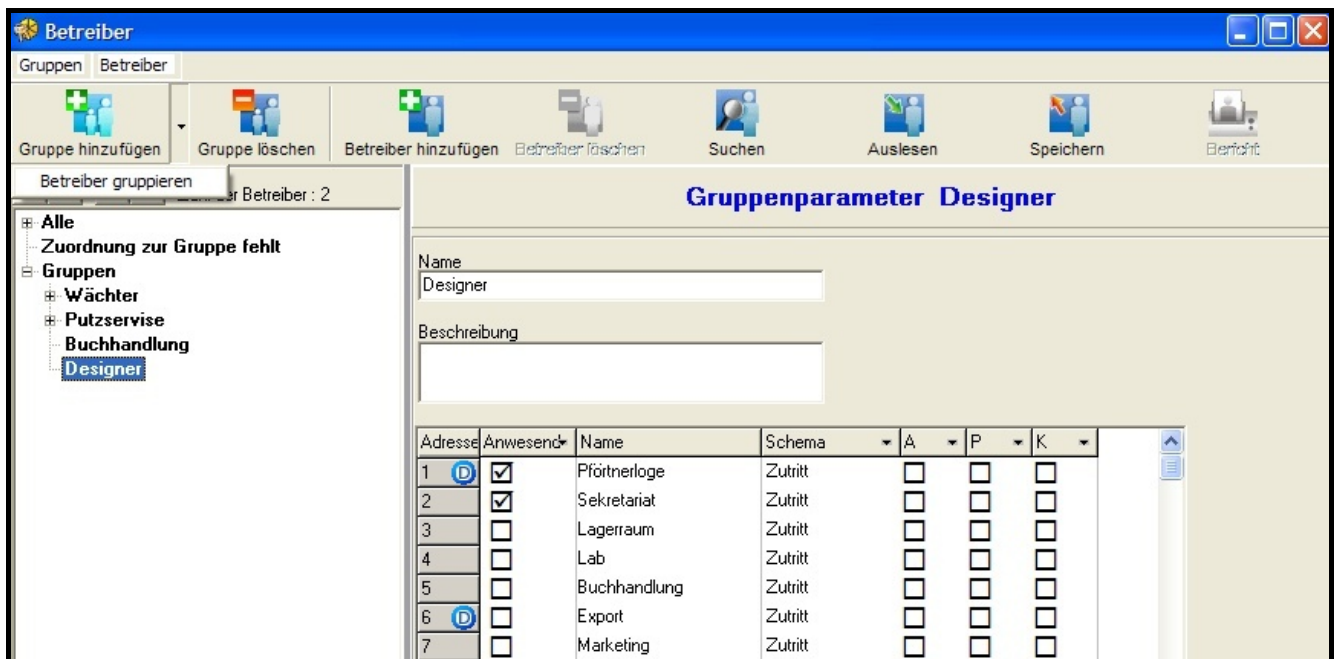 Betreiber
Gruppen Betreiber
Gruppe hinzufügen Gruppe löschen Betreiber hinzufügen Betreiber löschen Suchen Auslesen Speichern Bericht
Betreiber gruppieren
der Betreiber : 2
Gruppenparameter Designer
Alle
Zuordnung zur Gruppe fehlt
Gruppen
Wächter
Putzservise
Buchhandlung
Designer
Name
Designer
Beschreibung
Adresse Anwesend Name Schema A P K
1 D Pförtnerloge Zutritt
2 Sekretariat Zutritt
3 Lagerraum Zutritt
4 Lab Zutritt
5 Buchhandlung Zutritt
6 D Export Zutritt
7 Marketing Zutritt